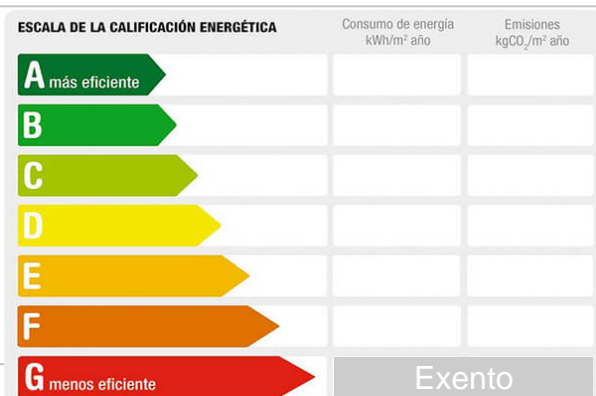 ESCALA DE LA CALIFICACIÓN ENERGÉTICA
Consumo de energía
kWh/m² año
Emisiones
kgCO₂/m² año
A más eficiente
B
C
D
E
F
G menos eficiente
Exento